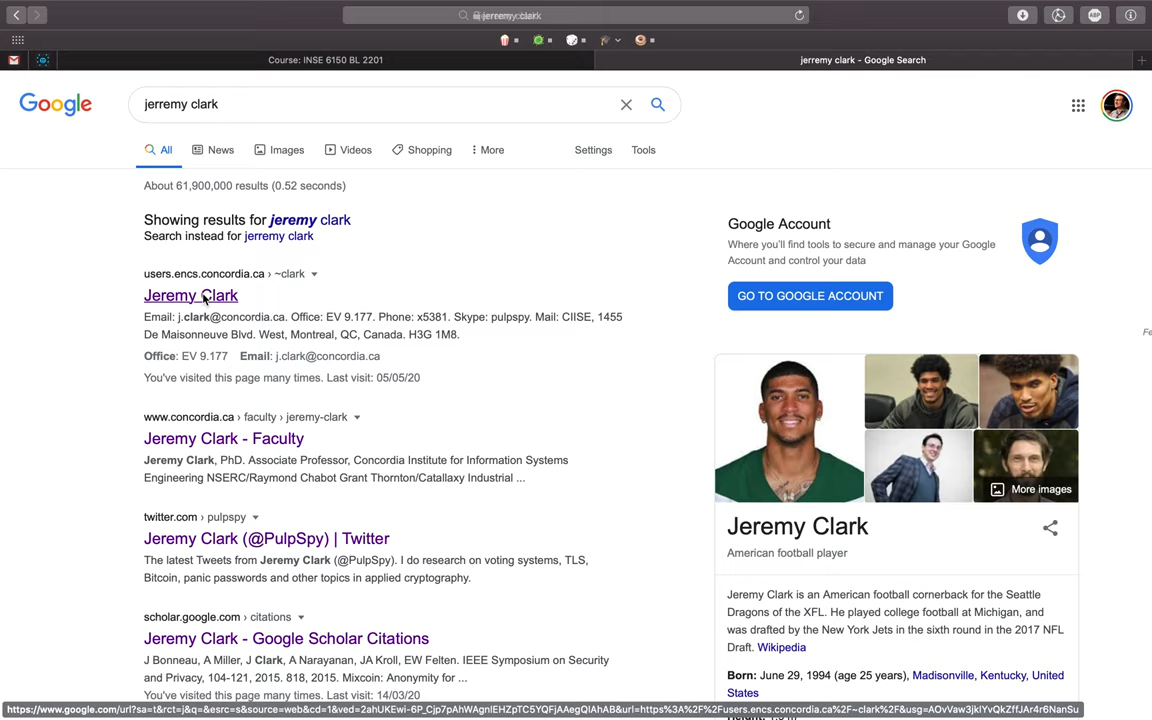 jerremy clark
Course: INSE 6150 BL 2201
jerremy clark - Google Search
Google
jerremy clark
All
News
Images
Videos
Shopping
More
Settings
Tools
About 61,900,000 results (0.52 seconds)
Showing results for jeremy clark
Search instead for jerremy clark
users.encs.concordia.ca › ~clark
Jeremy Clark
Email: j.clark@concordia.ca. Office: EV 9.177. Phone: x5381. Skype: pulpspy. Mail: CIISE, 1455
De Maisonneuve Blvd. West, Montreal, QC, Canada. H3G 1M8.
Office: EV 9.177 Email: j.clark@concordia.ca
You've visited this page many times. Last visit: 05/05/20
www.concordia.ca › faculty › jeremy-clark
Jeremy Clark - Faculty
Jeremy Clark, PhD. Associate Professor, Concordia Institute for Information Systems
Engineering NSERC/Raymond Chabot Grant Thornton/Catallaxy Industrial ...
twitter.com › pulpspy
Jeremy Clark (@PulpSpy) | Twitter
The latest Tweets from Jeremy Clark (@PulpSpy). I do research on voting systems, TLS,
Bitcoin, panic passwords and other topics in applied cryptography.
scholar.google.com › citations
Jeremy Clark - Google Scholar Citations
J Bonneau, A Miller, J Clark, A Narayanan, JA Kroll, EW Felten. IEEE Symposium on Security
and Privacy, 104-121, 2015. 818, 2015. Mixcoin: Anonymity for ...
You've visited this page many times. Last visit: 14/03/20
Google Account
Where you'll find tools to secure and manage your Google
Account and control your data
GO TO GOOGLE ACCOUNT
Fe
More images
Jeremy Clark
American football player
Jeremy Clark is an American football cornerback for the Seattle
Dragons of the XFL. He played college football at Michigan, and
was drafted by the New York Jets in the sixth round in the 2017 NFL
Draft. Wikipedia
Born: June 29, 1994 (age 25 years), Madisonville, Kentucky, United
States